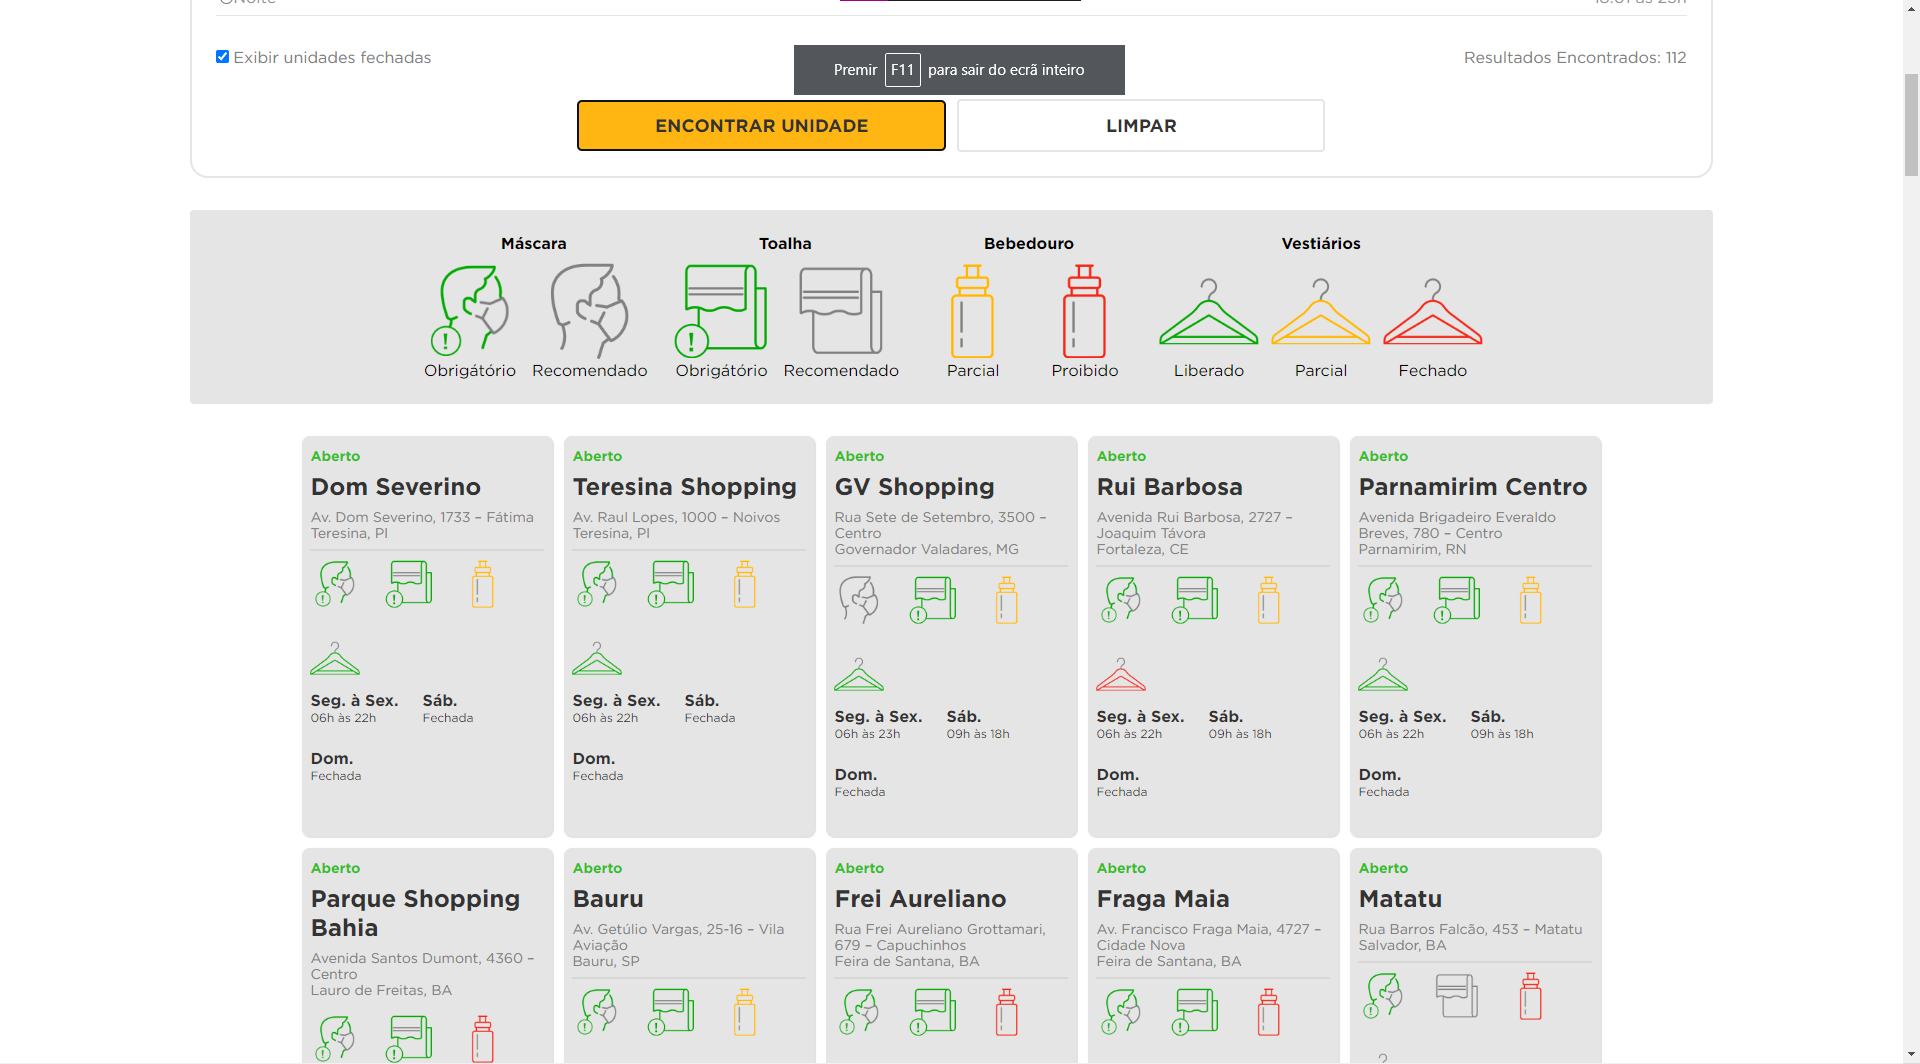 Noite
18:01 às 23h
Exibir unidades fechadas
Resultados Encontrados: 112
Premir F11 para sair do ecrã inteiro
ENCONTRAR UNIDADE
LIMPAR
Máscara
Toalha
Bebedouro
Vestiários
Obrigátório
Recomendado
Obrigátório
Recomendado
Parcial
Proibido
Liberado
Parcial
Fechado
Aberto
Dom Severino
Av. Dom Severino, 1733 – Fátima
Teresina, PI
Seg. à Sex.
06h às 22h
Sáb.
Fechada
Dom.
Fechada
Aberto
Teresina Shopping
Av. Raul Lopes, 1000 – Noivos
Teresina, PI
Seg. à Sex.
06h às 22h
Sáb.
Fechada
Dom.
Fechada
Aberto
GV Shopping
Rua Sete de Setembro, 3500 –
Centro
Governador Valadares, MG
Seg. à Sex.
06h às 23h
Sáb.
09h às 18h
Dom.
Fechada
Aberto
Rui Barbosa
Avenida Rui Barbosa, 2727 –
Joaquim Távora
Fortaleza, CE
Seg. à Sex.
06h às 22h
Sáb.
09h às 18h
Dom.
Fechada
Aberto
Parnamirim Centro
Avenida Brigadeiro Everaldo
Breves, 780 – Centro
Parnamirim, RN
Seg. à Sex.
06h às 22h
Sáb.
09h às 18h
Dom.
Fechada
Aberto
Parque Shopping
Bahia
Avenida Santos Dumont, 4360 –
Centro
Lauro de Freitas, BA
Aberto
Bauru
Av. Getúlio Vargas, 25-16 – Vila
Aviação
Bauru, SP
Aberto
Frei Aureliano
Rua Frei Aureliano Grottamari,
679 – Capuchinhos
Feira de Santana, BA
Aberto
Fraga Maia
Av. Francisco Fraga Maia, 4727 –
Cidade Nova
Feira de Santana, BA
Aberto
Matatu
Rua Barros Falcão, 453 – Matatu
Salvador, BA